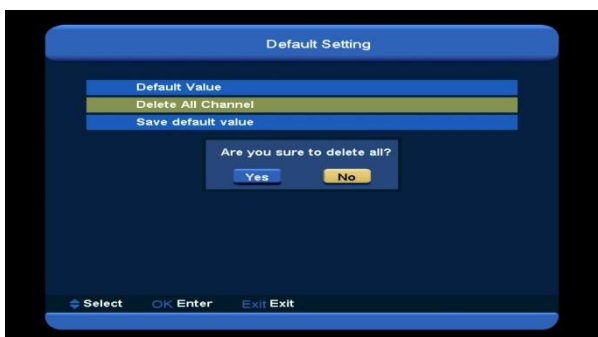 Default Setting
Default Value
Delete All Channel
Save default value
Are you sure to delete all?
Yes No
Select OK Enter Exit Exit